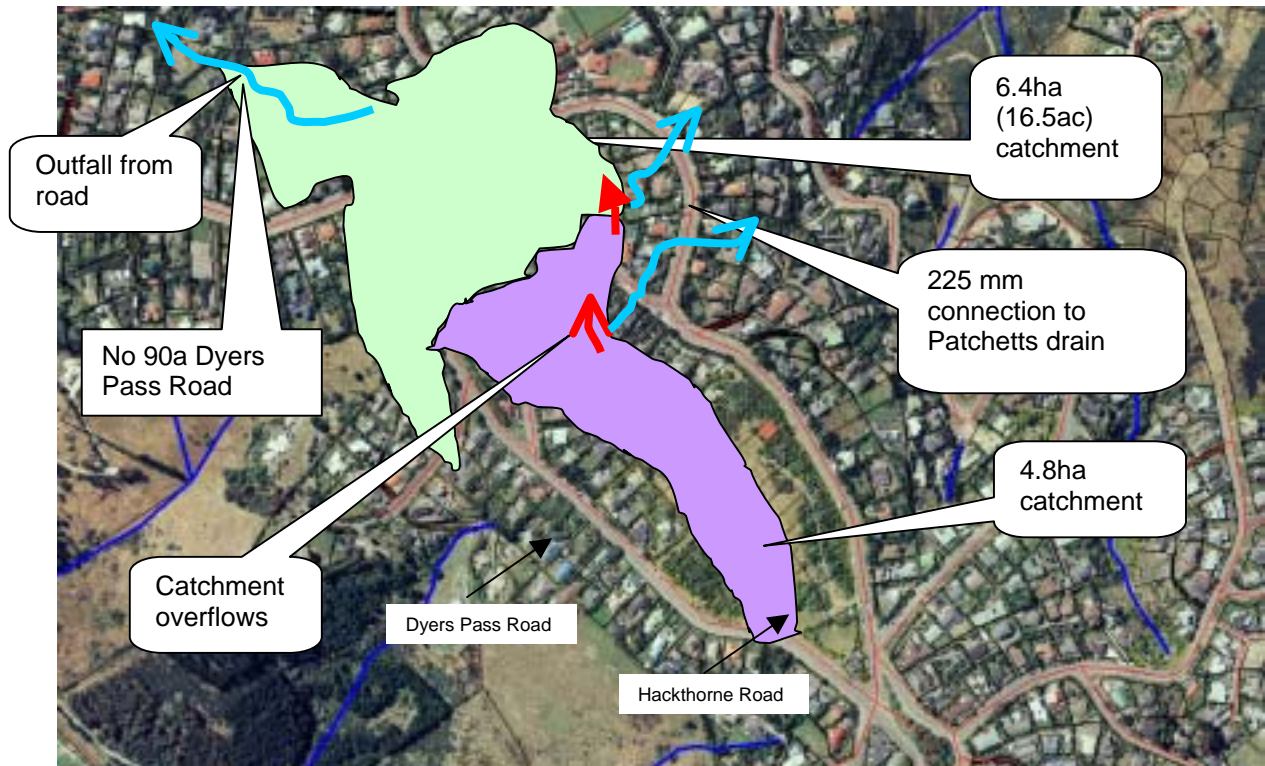 6.4ha
(16.5ac)
catchment
Outfall from
road
225 mm
connection to
Patchetts drain
No 90a Dyers
Pass Road
4.8ha
catchment
Catchment
overflows
Dyers Pass Road
Hackthorne Road